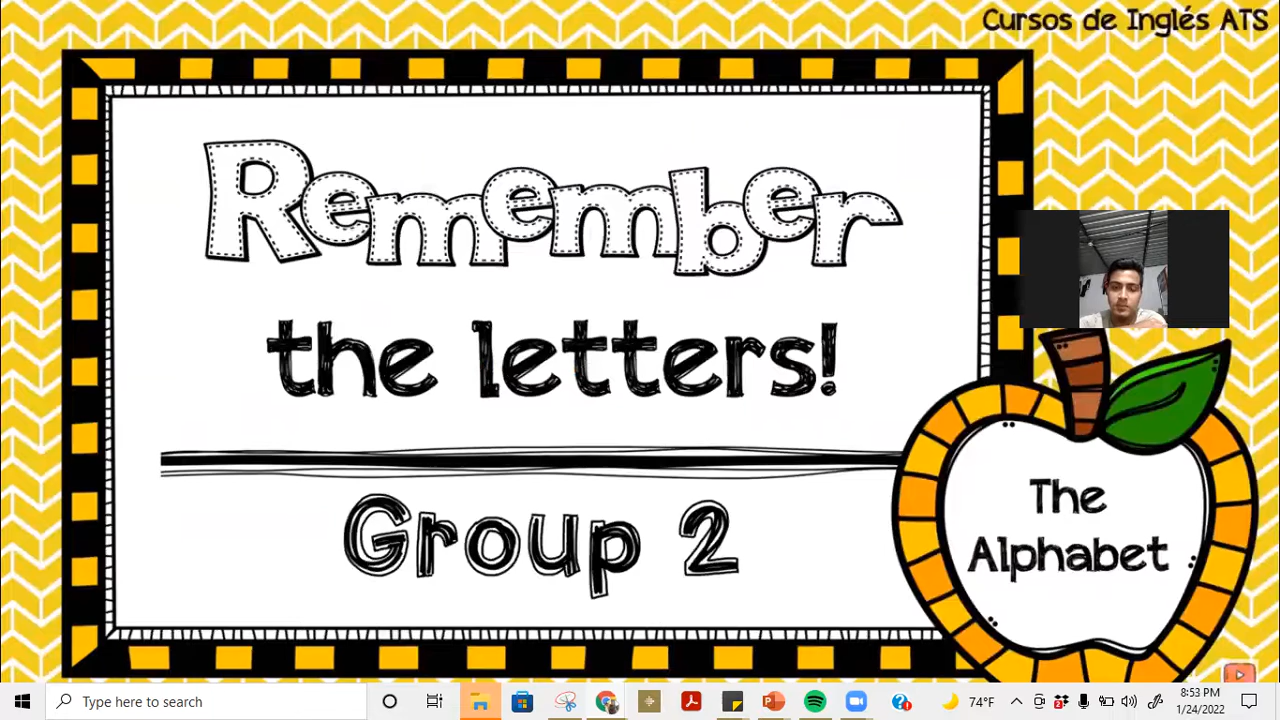 Cursos de Inglés ATS
Remember
the letters!
Group 2
The
Alphabet
Type here to search
2
74°F
8:53 PM
1/24/2022